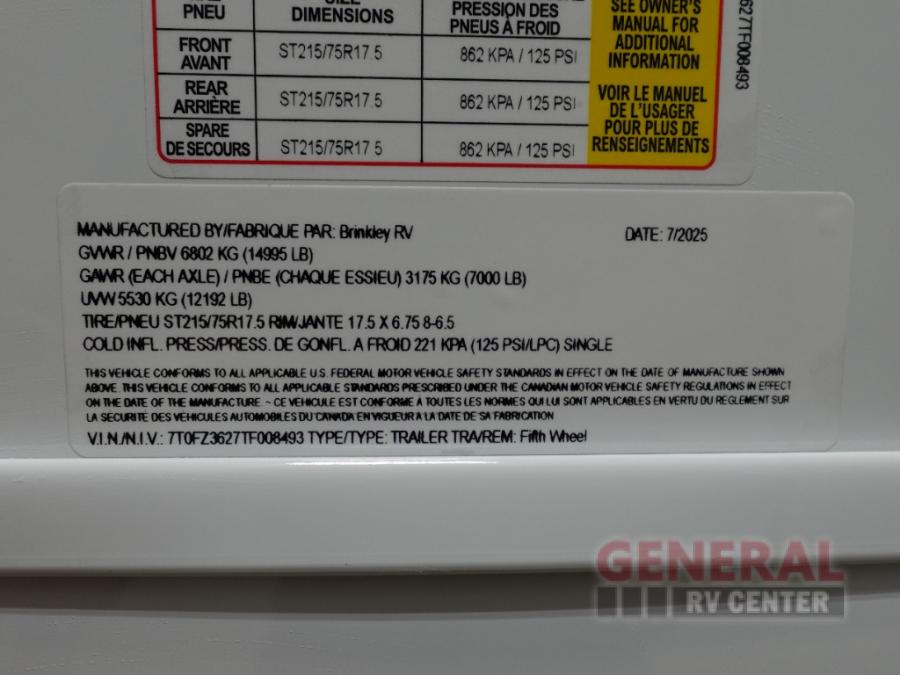 PNEU
DIMENSIONS
PRESSION DES
PNEUS À FROID
SEE OWNER'S
MANUAL FOR
ADDITIONAL
INFORMATION
FRONT
AVANT
ST215/75R17.5
862 KPA / 125 PSI
REAR
ARRIÈRE
ST215/75R17.5
862 KPA / 125 PSI
SPARE
DE SECOURS
ST215/75R17.5
862 KPA / 125 PSI
VOIR LE MANUEL
DE L'USAGER
POUR PLUS DE
RENSEIGNEMENTS
627TF008493
MANUFACTURED BY/FABRIQUE PAR: Brinkley RV DATE: 7/2025
GVWR / PNBV 6802 KG (14995 LB)
GAWR (EACH AXLE) / PNBE (CHAQUE ESSIEU) 3175 KG (7000 LB)
UVW 5530 KG (12192 LB)
TIRE/PNEU ST215/75R17.5 RIM/JANTE 17.5 X 6.75 8-6.5
COLD INFL. PRESS/PRESS. DE GONFL. A FROID 221 KPA (125 PSI/LPC) SINGLE
THIS VEHICLE CONFORMS TO ALL APPLICABLE U.S. FEDERAL MOTOR VEHICLE SAFETY STANDARDS IN EFFECT ON THE DATE OF MANUFACTURE SHOWN
ABOVE. THIS VEHICLE CONFORMS TO ALL APPLICABLE STANDARDS PRESCRIBED UNDER THE CANADIAN MOTOR VEHICLE SAFETY REGULATIONS IN EFFECT
ON THE DATE OF THE MANUFACTURE. ~ CE VEHICULE EST CONFORME A TOUTES LES NORMES QUI LUI SONT APPLICABLES EN VERTU DU REGLEMENT SUR
LA SECURITE DES VEHICULES AUTOMOBILES DU CANADA EN VIGUEUR A LA DATE DE SA FABRICATION
V.I.N./N.I.V.: 7T0FZ3627TF008493 TYPE/TYPE: TRAILER TRA/REM: Fifth Wheel
GENERAL
RV CENTER